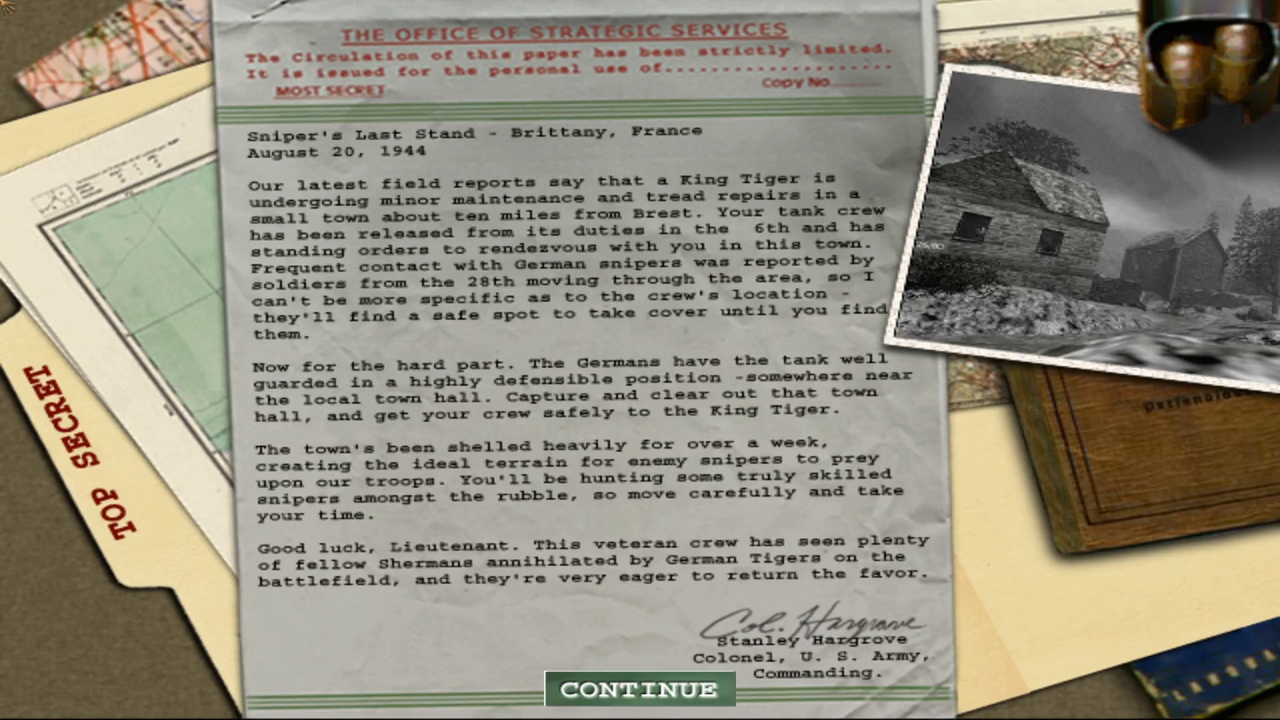 THE OFFICE OF STRATEGIC SERVICES
The Circulation of this paper has been strictly limited.
It is issued for the personal use of....................
MOST SECRET
Copy No.
Sniper's Last Stand - Brittany, France
August 20, 1944
Our latest field reports say that a King Tiger is
undergoing minor maintenance and tread repairs in a
small town about ten miles from Brest. Your tank crew
has been released from its duties in the 6th and has
standing orders to rendezvous with you in this town.
Frequent contact with German snipers was reported by
soldiers from the 28th moving through the area, so I
can't be more specific as to the crew's location -
they'll find a safe spot to take cover until you find
them.
Now for the hard part. The Germans have the tank well
guarded in a highly defensible position -somewhere near
the local town hall. Capture and clear out that town
hall, and get your crew safely to the King Tiger.
The town's been shelled heavily for over a week,
creating the ideal terrain for enemy snipers to prey
upon our troops. You'll be hunting some truly skilled
snipers amongst the rubble, so move carefully and take
your time.
Good luck, Lieutenant. This veteran crew has seen plenty
of fellow Shermans annihilated by German Tigers on the
battlefield, and they're very eager to return the favor.
Col. Hargrove
Stanley Hargrove
Colonel, U. S. Army,
Commanding.
CONTINUE
TOP SECRET